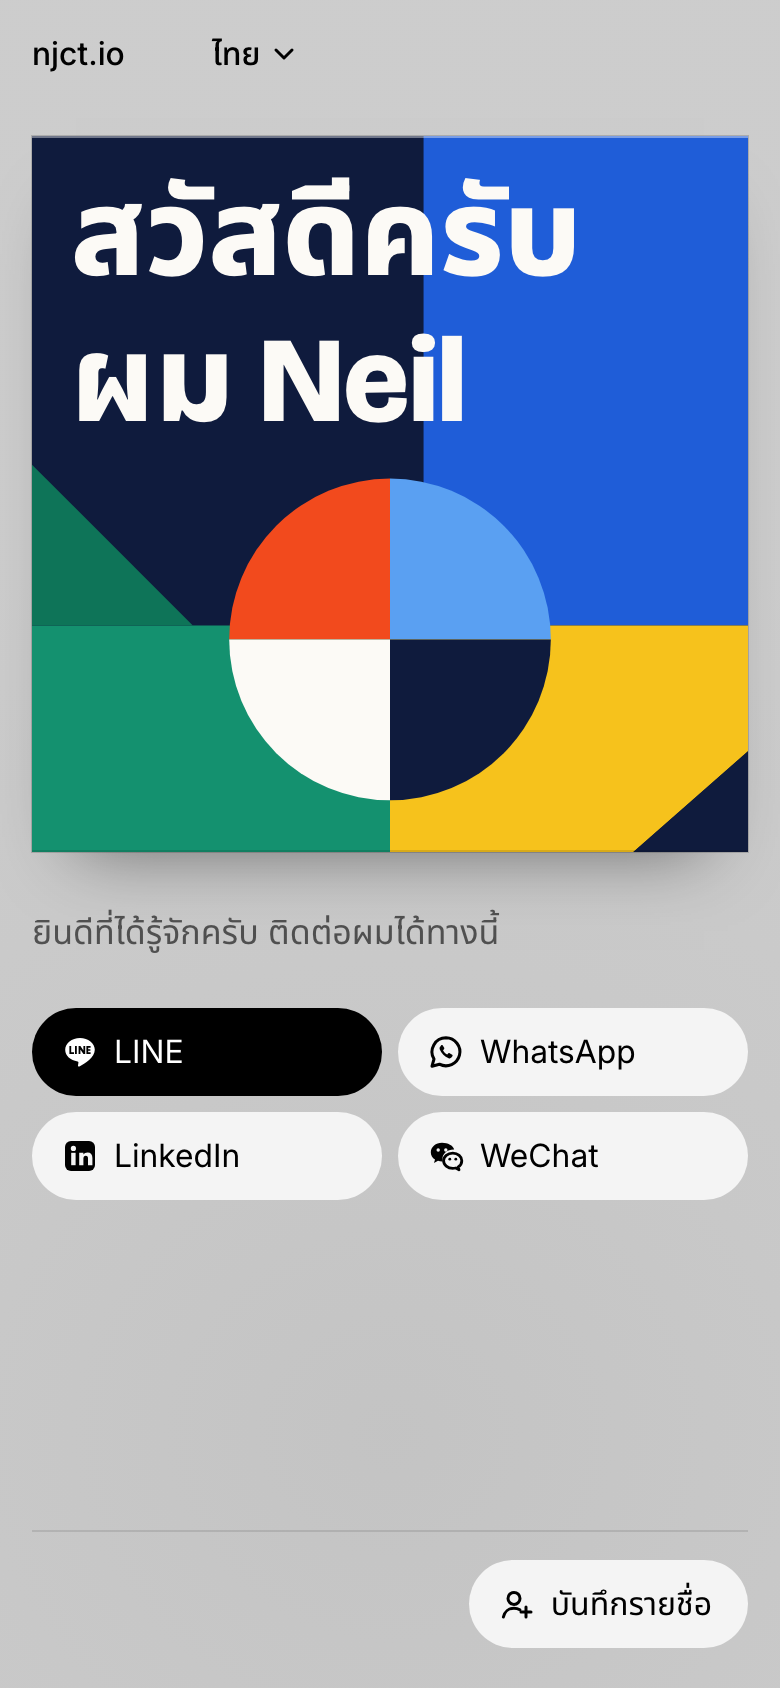 njct.io
ไทย
สวัสดีครับ
ผม Neil
ยินดีที่ได้รู้จักครับ ติดต่อผมได้ทางนี้
LINE LINE
WhatsApp
in LinkedIn
WeChat
บันทึกรายชื่อ